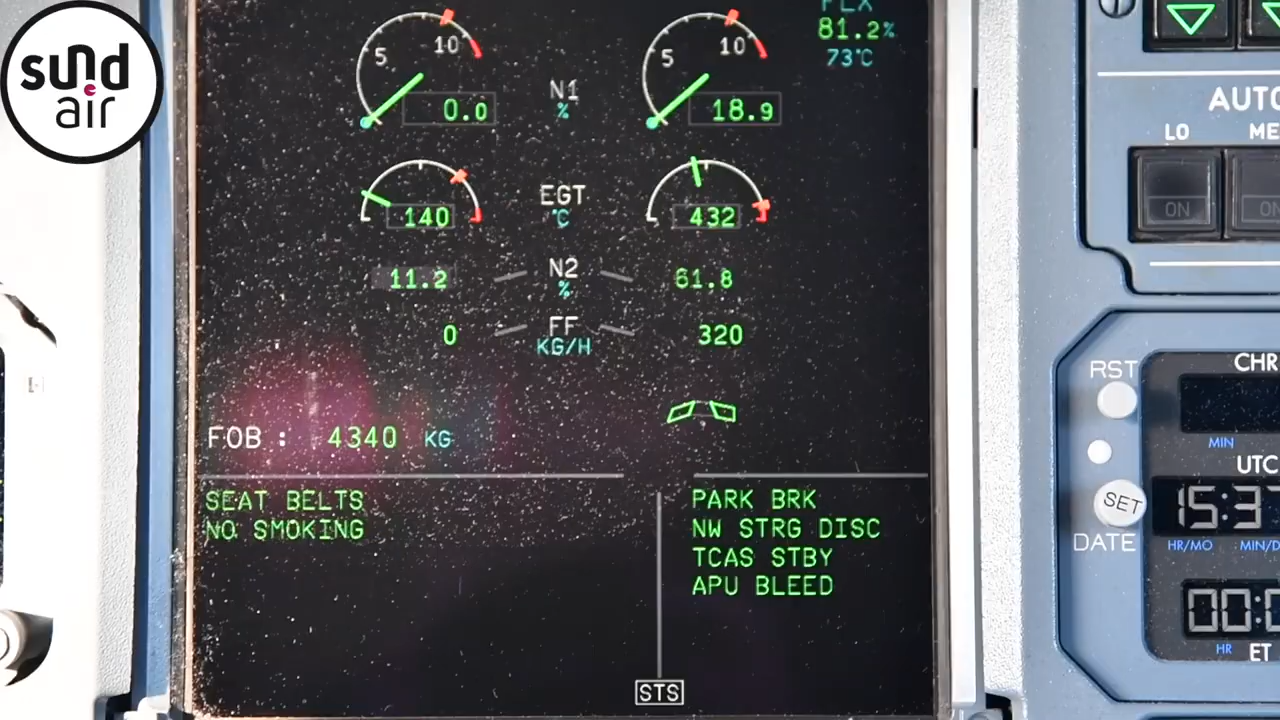 sund
air
FLX
81.2%
73°C
5 10
5 10
0.0
N1
%
18.9
140
EGT
°C
432
11.2
N2
%
61.8
0
FF
KG/H
320
FOB : 4340 KG
SEAT BELTS
NO SMOKING
PARK BRK
NW STRG DISC
TCAS STBY
APU BLEED
STS
AUTO
LO ME
ON ON
RST
CHR
MIN
UTC
SET
15:37
DATE
HR/MO MIN/D
00:0
HR ET